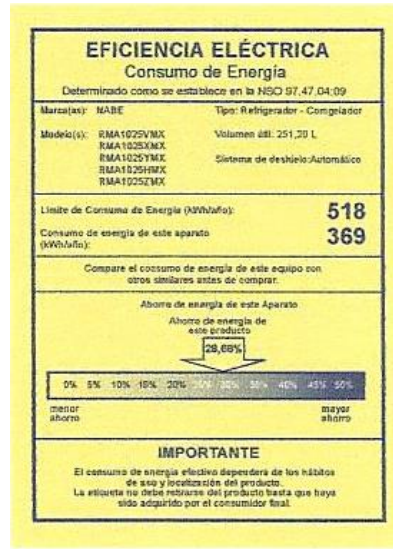 EFICIENCIA ELÉCTRICA
Consumo de Energía
Determinado como se establece en la NSO 97.47.04:09
Marca(as): MABE
Tipo: Refrigerador - Congelador
Modelo(s): RMA1025VMX
RMA1025XMX
RMA1025YMX
RMA1025HMX
RMA1025ZMX
Volumen útil: 251,20 L
Sistema de deshielo: Automático
Límite de Consumo de Energía (kWh/año): 518
Consumo de energía de este aparato
(kWh/año): 369
Compare el consumo de energía de este equipo con
otros similares antes de comprar.
Ahorro de energía de este Aparato
Ahorro de energía de
este producto
28,68%
0% 5% 10% 15% 20% 25% 30% 35% 40% 45% 50%
menor
ahorro
mayor
ahorro
IMPORTANTE
El consumo de energía efectivo dependerá de los hábitos
de uso y localización del producto.
La etiqueta no debe retirarse del producto hasta que haya
sido adquirido por el consumidor final.